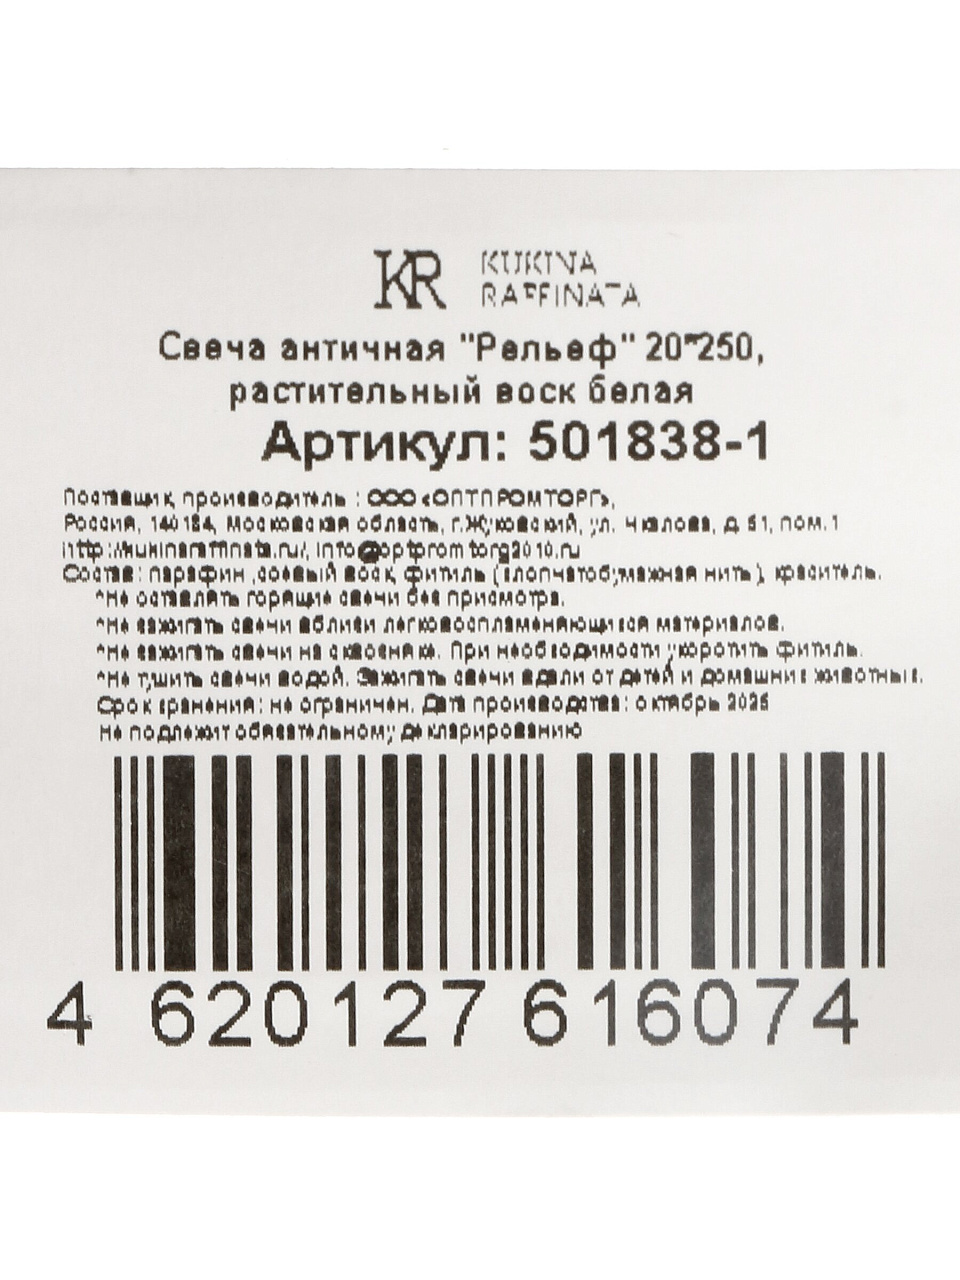 KR KUKINA
RAFFINATA
Свеча античная "Рельеф" 20*250,
растительный воск белая
Артикул: 501838-1
Поставщик, производитель : ООО «ОПТПРОМТОРГ»,
Россия, 140184, Московская область, г.Жуковский, ул. Чкалова, д. 51, пом.1
http://kukinaraffinata.ru/, info@optpromtorg2010.ru
Состав: парафин ,соевый воск, фитиль (хлопчатобумажная нить), краситель.
*Не оставлять горящие свечи без присмотра.
*Не зажигать свечи вблизи легковоспламеняющихся материалов.
*Не зажигать свечи на сквозняке. При необходимости укоротить фитиль.
*Не тушить свечи водой. Зажигать свечи вдали от детей и домашних животных.
Срок хранения: не ограничен. Дата производства: октябрь 2025
Не подлежит обязательному декларированию
4 620127 616074